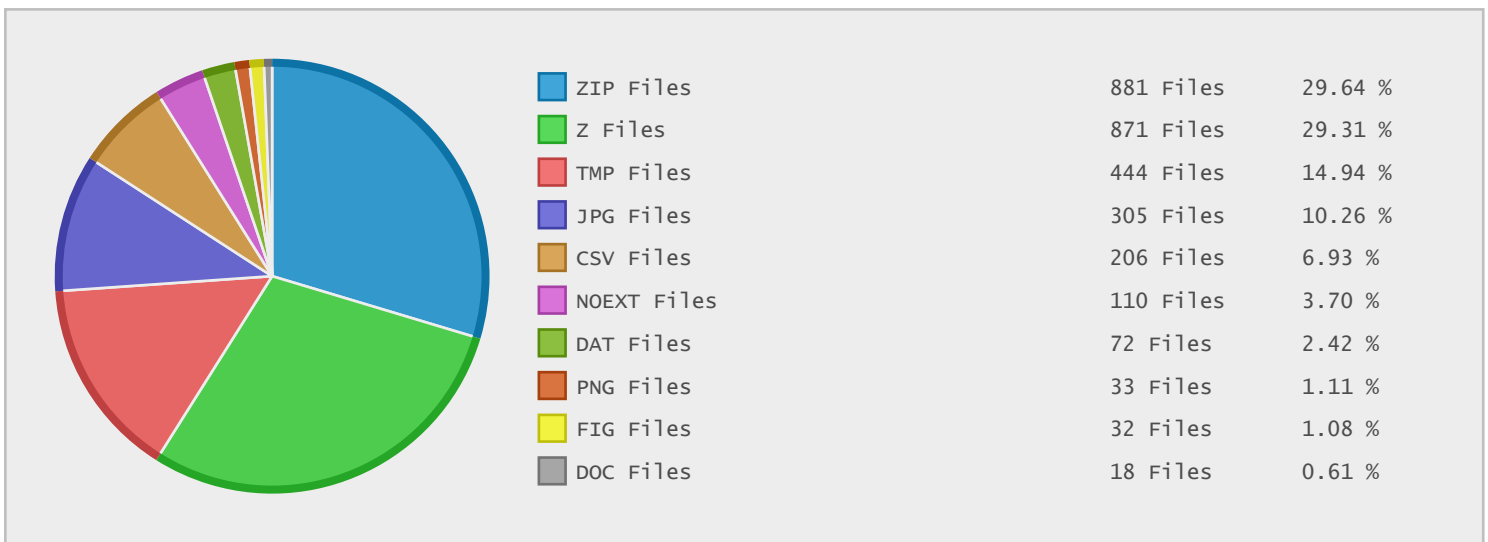 ZIP Files 881 Files 29.64 %
Z Files 871 Files 29.31 %
TMP Files 444 Files 14.94 %
JPG Files 305 Files 10.26 %
CSV Files 206 Files 6.93 %
NOEXT Files 110 Files 3.70 %
DAT Files 72 Files 2.42 %
PNG Files 33 Files 1.11 %
FIG Files 32 Files 1.08 %
DOC Files 18 Files 0.61 %